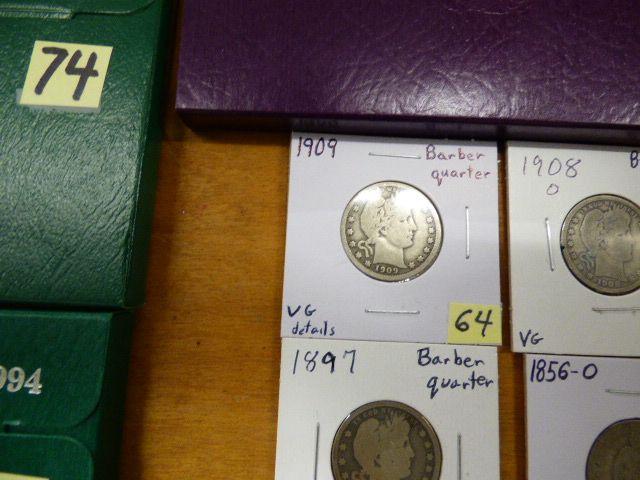 74
1909
Barber
quarter
1909
VG
details
64
1908
O
B
VG
1897
Barber
quarter
1856-O
994